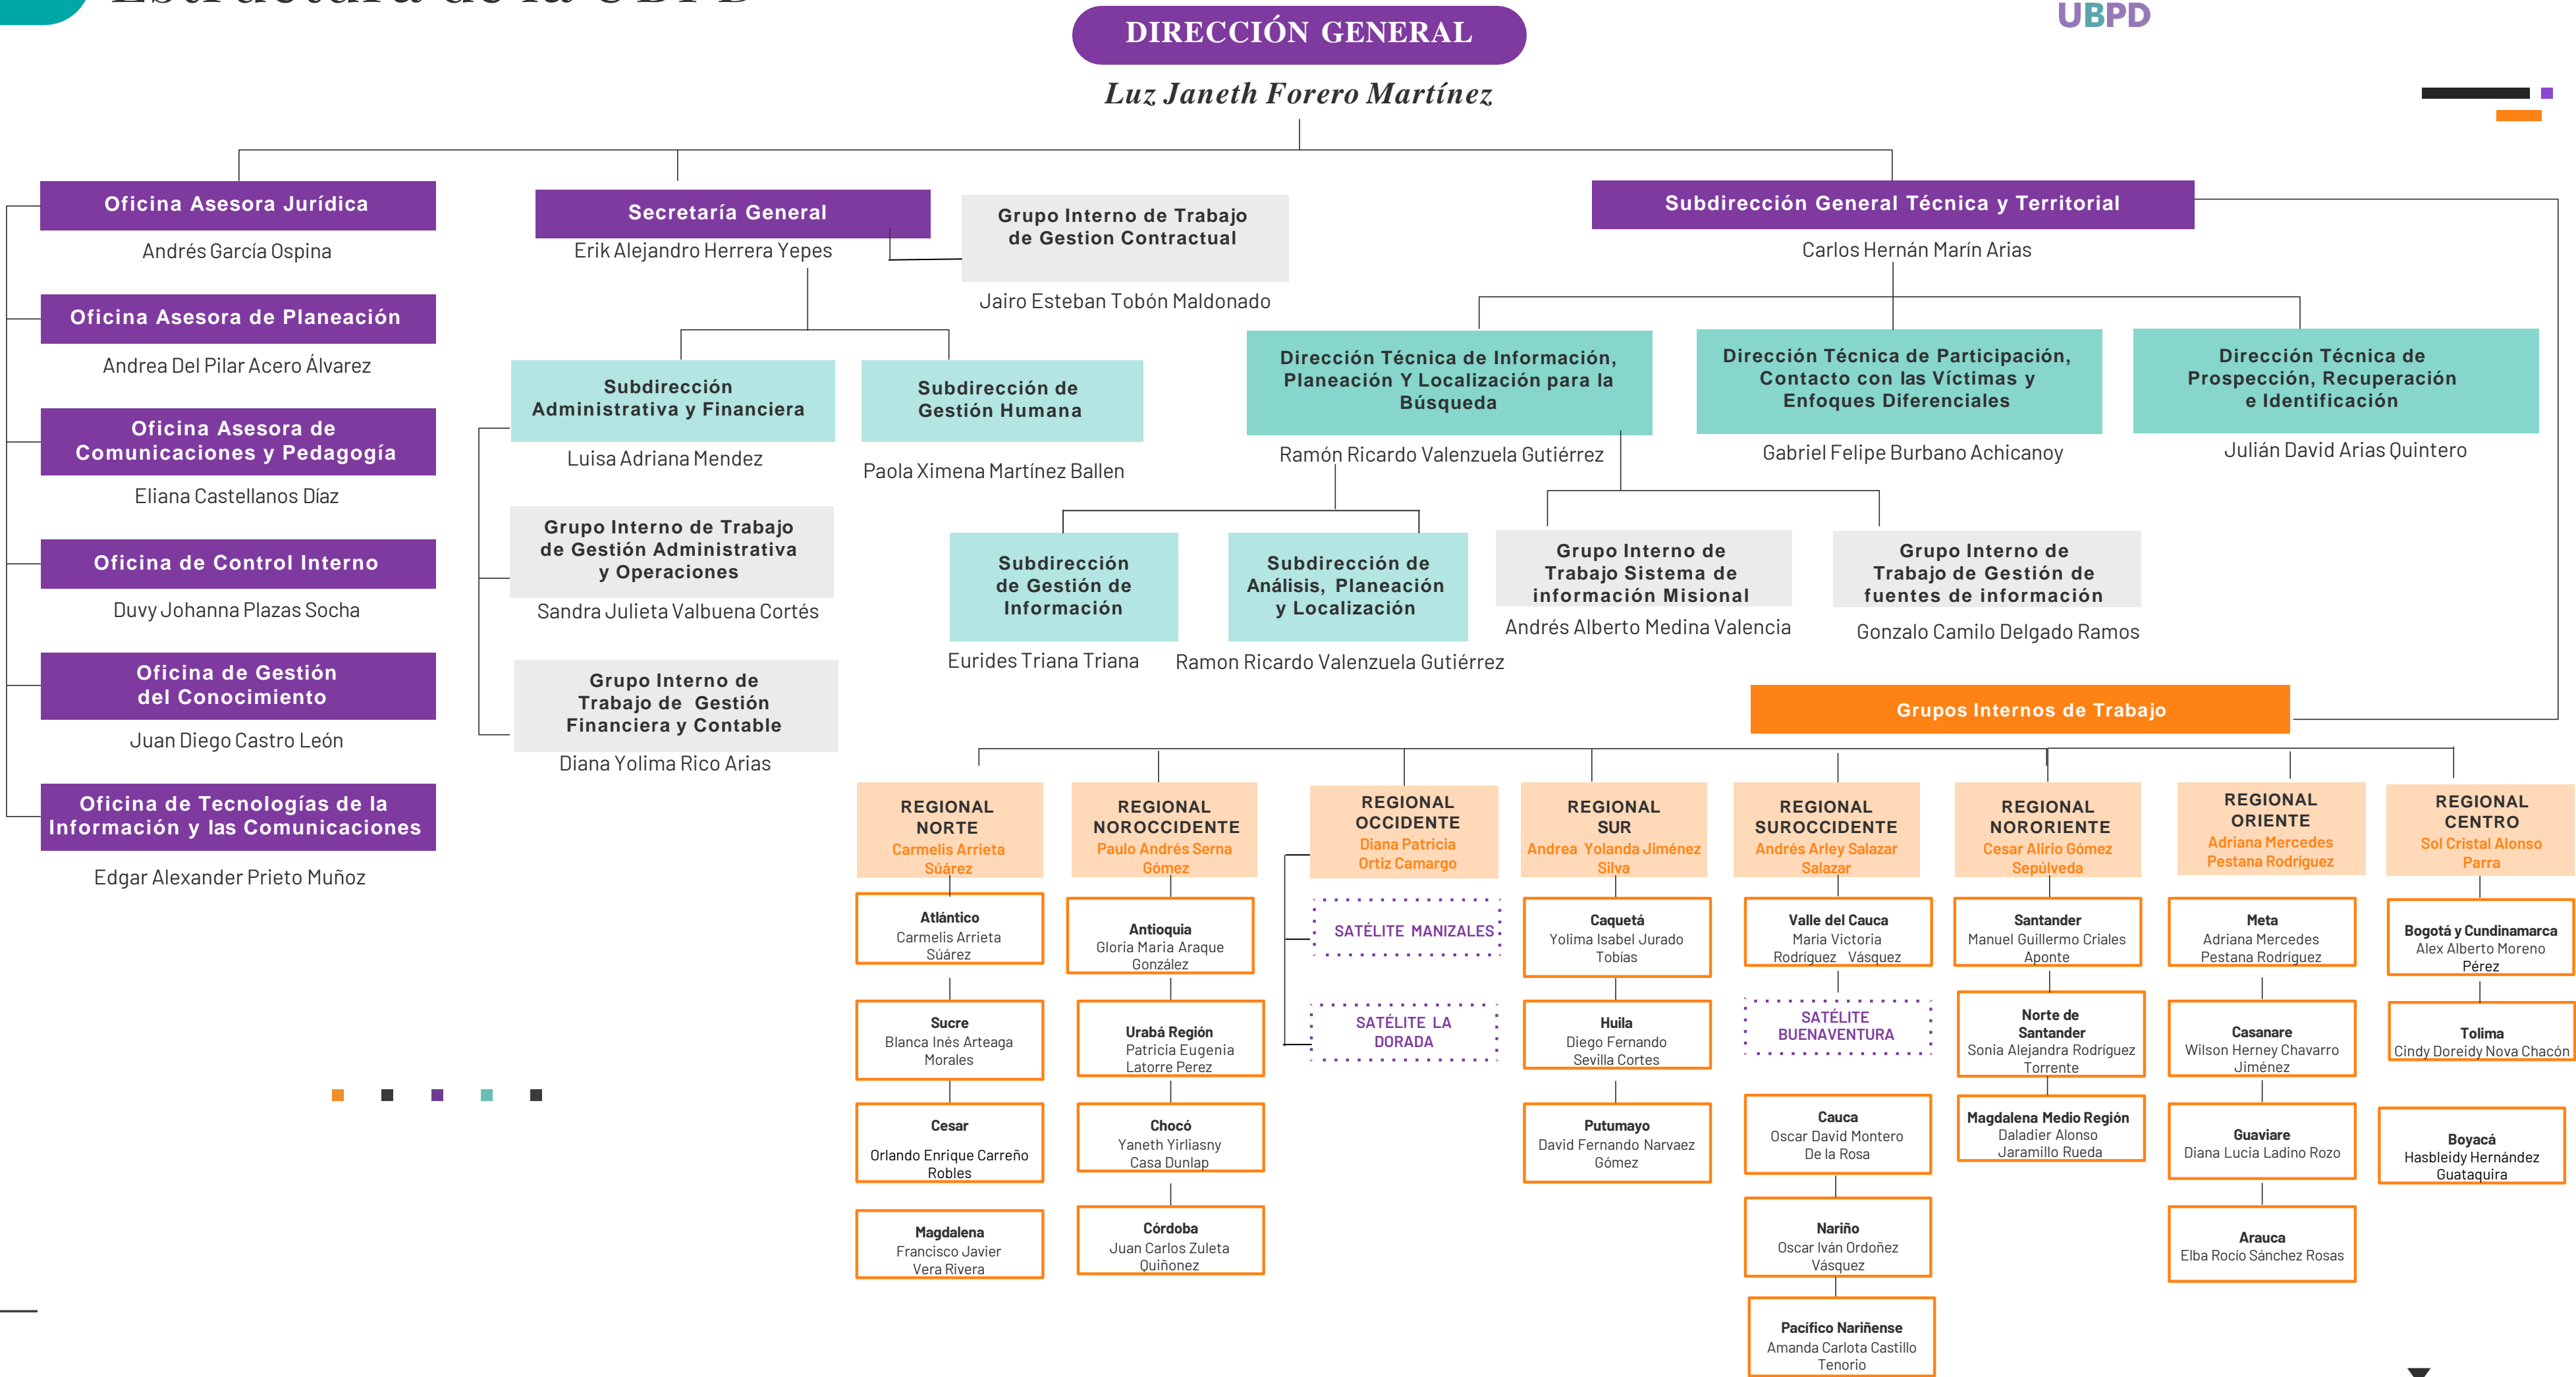 Estructura de la UBPD
UBPD
DIRECCIÓN GENERAL
Luz Janeth Forero Martínez
Oficina Asesora Jurídica
Andrés García Ospina
Oficina Asesora de Planeación
Andrea Del Pilar Acero Álvarez
Oficina Asesora de
Comunicaciones y Pedagogía
Eliana Castellanos Díaz
Oficina de Control Interno
Duvy Johanna Plazas Socha
Oficina de Gestión
del Conocimiento
Juan Diego Castro León
Oficina de Tecnologías de la
Información y las Comunicaciones
Edgar Alexander Prieto Muñoz
Secretaría General
Erik Alejandro Herrera Yepes
Grupo Interno de Trabajo
de Gestion Contractual
Jairo Esteban Tobón Maldonado
Subdirección
Administrativa y Financiera
Luisa Adriana Mendez
Subdirección de
Gestión Humana
Paola Ximena Martínez Ballen
Grupo Interno de Trabajo
de Gestión Administrativa
y Operaciones
Sandra Julieta Valbuena Cortés
Grupo Interno de
Trabajo de Gestión
Financiera y Contable
Diana Yolima Rico Arias
Subdirección General Técnica y Territorial
Carlos Hernán Marín Arias
Dirección Técnica de Información,
Planeación Y Localización para la
Búsqueda
Ramón Ricardo Valenzuela Gutiérrez
Dirección Técnica de Participación,
Contacto con las Víctimas y
Enfoques Diferenciales
Gabriel Felipe Burbano Achicanoy
Dirección Técnica de
Prospección, Recuperación
e Identificación
Julián David Arias Quintero
Subdirección
de Gestión de
Información
Eurides Triana Triana
Subdirección de
Análisis, Planeación
y Localización
Ramon Ricardo Valenzuela Gutiérrez
Grupo Interno de
Trabajo Sistema de
información Misional
Andrés Alberto Medina Valencia
Grupo Interno de
Trabajo de Gestión de
fuentes de información
Gonzalo Camilo Delgado Ramos
Grupos Internos de Trabajo
REGIONAL
NORTE
Carmelis Arrieta
Súárez
Atlántico
Carmelis Arrieta
Súárez
Sucre
Blanca Inés Arteaga
Morales
Cesar
Orlando Enrique Carreño
Robles
Magdalena
Francisco Javier
Vera Rivera
REGIONAL
NOROCCIDENTE
Paulo Andrés Serna
Gómez
Antioquia
Gloria Maria Araque
González
Urabá Región
Patricia Eugenia
Latorre Perez
Chocó
Yaneth Yirliasny
Casa Dunlap
Córdoba
Juan Carlos Zuleta
Quiñonez
REGIONAL
OCCIDENTE
Diana Patricia
Ortiz Camargo
SATÉLITE MANIZALES
SATÉLITE LA
DORADA
REGIONAL
SUR
Andrea Yolanda Jiménez
Silva
Caquetá
Yolima Isabel Jurado
Tobías
Huila
Diego Fernando
Sevilla Cortes
Putumayo
David Fernando Narvaez
Gómez
REGIONAL
SUROCCIDENTE
Andrés Arley Salazar
Salazar
Valle del Cauca
María Victoria
Rodríguez Vásquez
SATÉLITE
BUENAVENTURA
Cauca
Oscar David Montero
De la Rosa
Nariño
Oscar Iván Ordoñez
Vásquez
Pacífico Nariñense
Amanda Carlota Castillo
Tenorio
REGIONAL
NORORIENTE
Cesar Alirio Gómez
Sepúlveda
Santander
Manuel Guillermo Criales
Aponte
Norte de
Santander
Sonia Alejandra Rodríguez
Torrente
Magdalena Medio Región
Daladier Alonso
Jaramillo Rueda
REGIONAL
ORIENTE
Adriana Mercedes
Pestana Rodríguez
Meta
Adriana Mercedes
Pestana Rodríguez
Casanare
Wilson Herney Chavarro
Jiménez
Guaviare
Diana Lucia Ladino Rozo
Arauca
Elba Rocío Sánchez Rosas
REGIONAL
CENTRO
Sol Cristal Alonso
Parra
Bogotá y Cundinamarca
Alex Alberto Moreno
Pérez
Tolima
Cindy Doreidy Nova Chacón
Boyacá
Hasbleidy Hernández
Guataquira